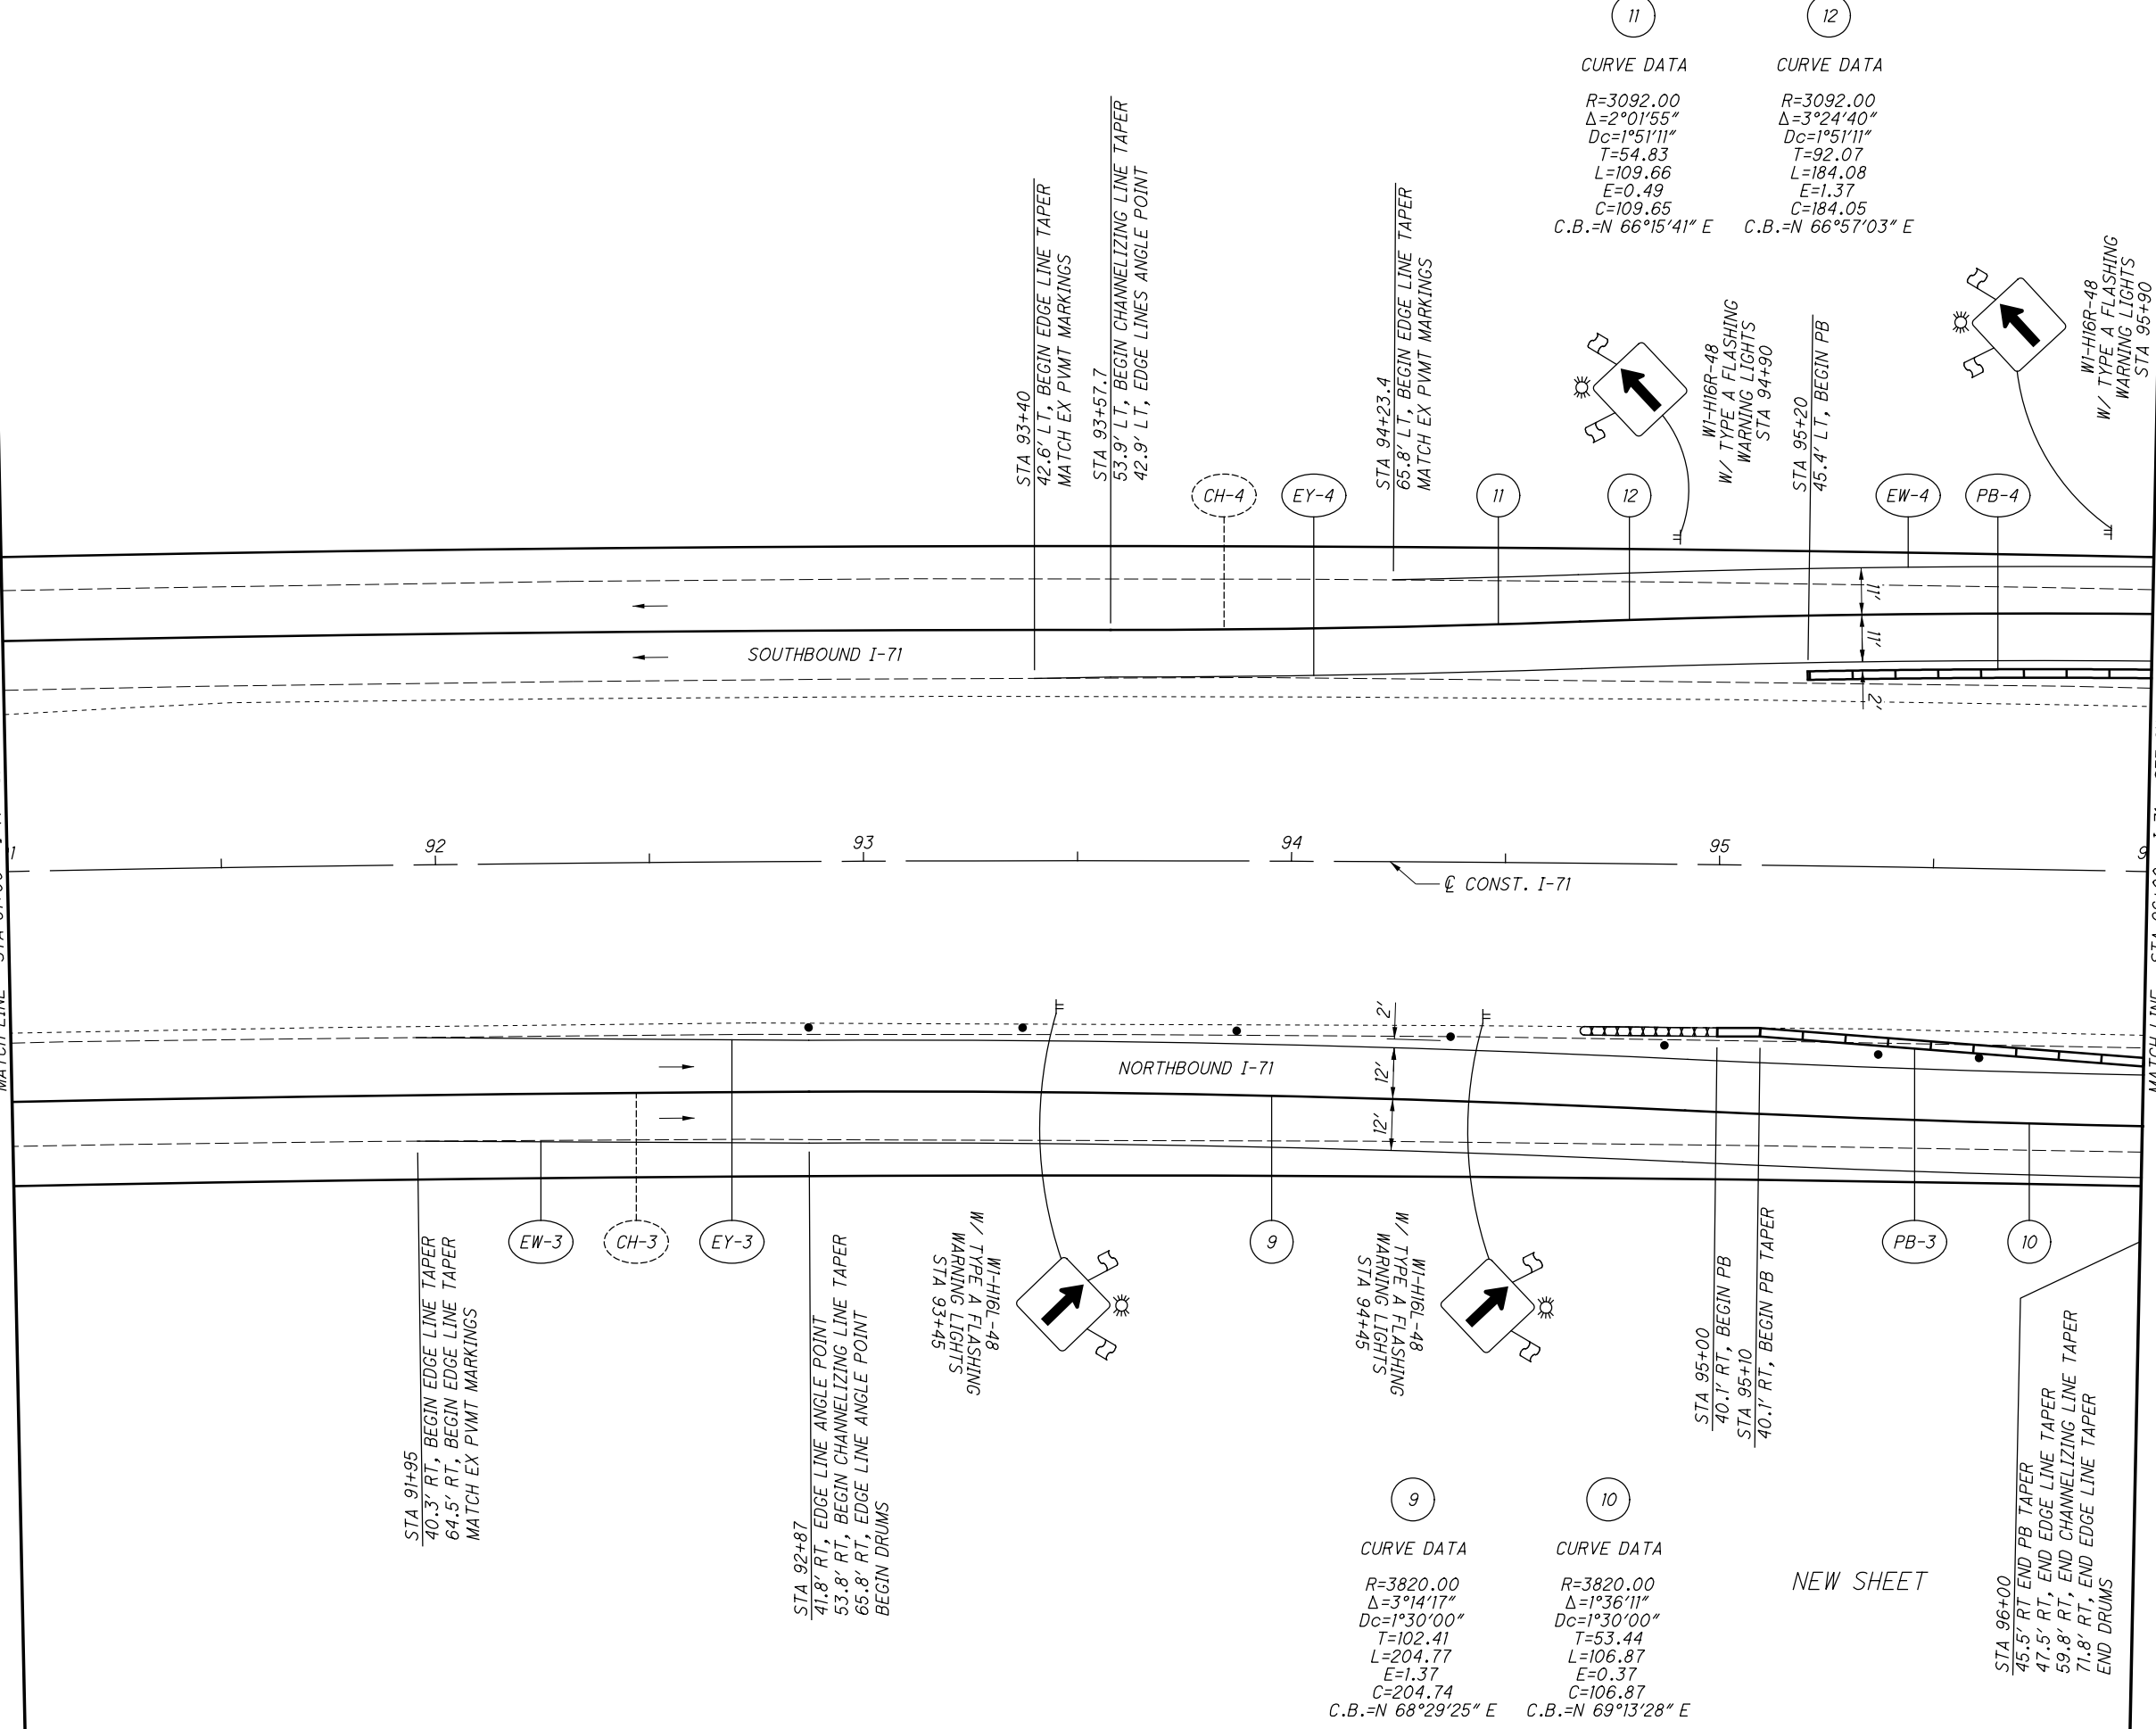 11
CURVE DATA
R=3092.00
Δ=2°01'55"
Dc=1°51'11"
T=54.83
L=109.66
E=0.49
C=109.65
C.B.=N 66°15'41" E
12
CURVE DATA
R=3092.00
Δ=3°24'40"
Dc=1°51'11"
T=92.07
L=184.08
E=1.37
C=184.05
C.B.=N 66°57'03" E
STA 93+40
42.6' LT, BEGIN EDGE LINE TAPER
MATCH EX PVMT MARKINGS
STA 93+57.7
53.9' LT, BEGIN CHANNELIZING LINE TAPER
42.9' LT, EDGE LINES ANGLE POINT
CH-4
EY-4
STA 94+23.4
65.8' LT, BEGIN EDGE LINE TAPER
MATCH EX PVMT MARKINGS
11
12
W1-H16R-48
W/ TYPE A FLASHING
WARNING LIGHTS
STA 94+90
STA 95+20
45.4' LT, BEGIN PB
EW-4
PB-4
W1-H16R-48
W/ TYPE A FLASHING
WARNING LIGHTS
STA 95+90
11'
11'
2'
SOUTHBOUND I-71
92
93
94
95
℄ CONST. I-71
MATCH LINE
MATCH LINE
2'
12'
12'
NORTHBOUND I-71
EW-3
CH-3
EY-3
9
PB-3
10
STA 91+95
40.3' RT, BEGIN EDGE LINE TAPER
64.5' RT, BEGIN EDGE LINE TAPER
MATCH EX PVMT MARKINGS
STA 92+87
41.8' RT, EDGE LINE ANGLE POINT
53.8' RT, BEGIN CHANNELIZING LINE TAPER
65.8' RT, EDGE LINE ANGLE POINT
BEGIN DRUMS
W1-H16L-48
W/ TYPE A FLASHING
WARNING LIGHTS
STA 93+45
W1-H16L-48
W/ TYPE A FLASHING
WARNING LIGHTS
STA 94+45
STA 95+00
40.1' RT, BEGIN PB
STA 95+10
40.1' RT, BEGIN PB TAPER
STA 96+00
45.5' RT END PB TAPER
47.5' RT, END EDGE LINE TAPER
59.8' RT, END CHANNELIZING LINE TAPER
71.8' RT, END EDGE LINE TAPER
END DRUMS
9
CURVE DATA
R=3820.00
Δ=3°14'17"
Dc=1°30'00"
T=102.41
L=204.77
E=1.37
C=204.74
C.B.=N 68°29'25" E
10
CURVE DATA
R=3820.00
Δ=1°36'11"
Dc=1°30'00"
T=53.44
L=106.87
E=0.37
C=106.87
C.B.=N 69°13'28" E
NEW SHEET